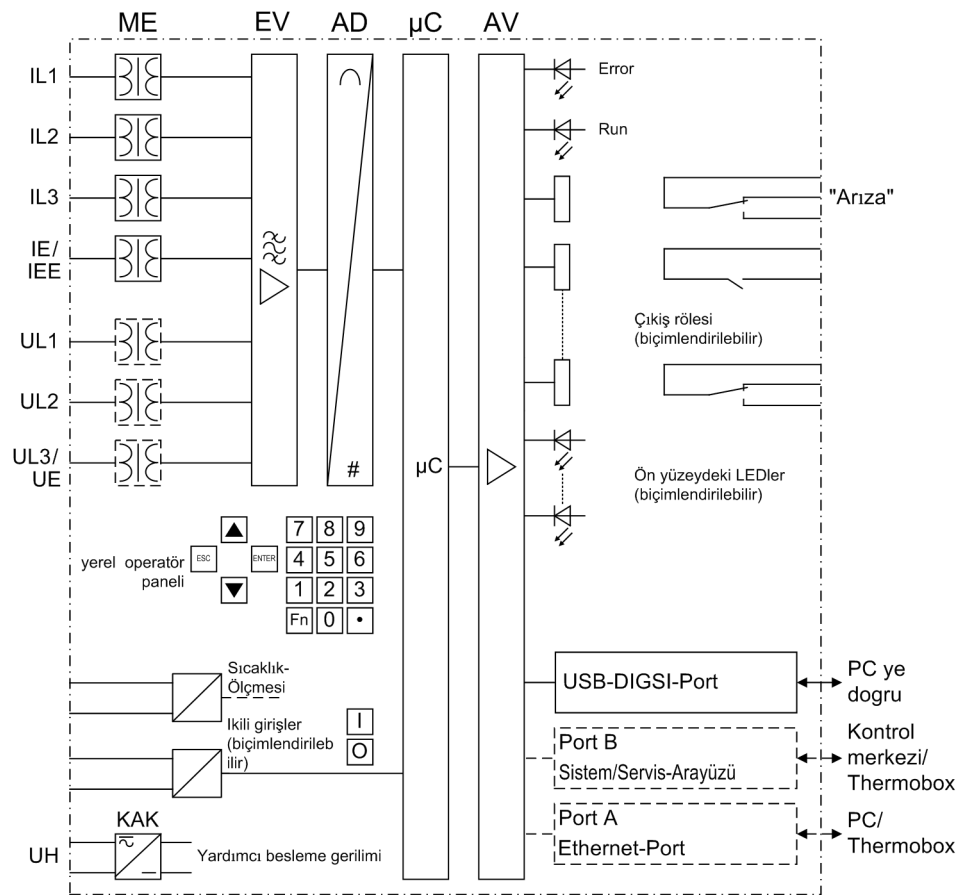 ME EV AD µC AV
IL1
IL2
IL3
IE/
IEE
UL1
UL2
UL3/
UE
#
µC
Error
Run
"Arıza"
Çıkiş rölesi
(biçimlendirilebilir)
Ön yüzeydeki LEDler
(biçimlendirilebilir)
yerel operatör
paneli
ESC
ENTER
7 8 9
4 5 6
1 2 3
Fn 0 •
Sıcaklık-
Ölçmesi
Ikili girişler
(biçimlendirileb
ilir)
I
O
KAK
UH
Yardımcı besleme gerilimi
USB-DIGSI-Port
PC ye
dogru
Port B
Sistem/Servis-Arayüzü
Kontrol
merkezi/
Thermobox
Port A
Ethernet-Port
PC/
Thermobox